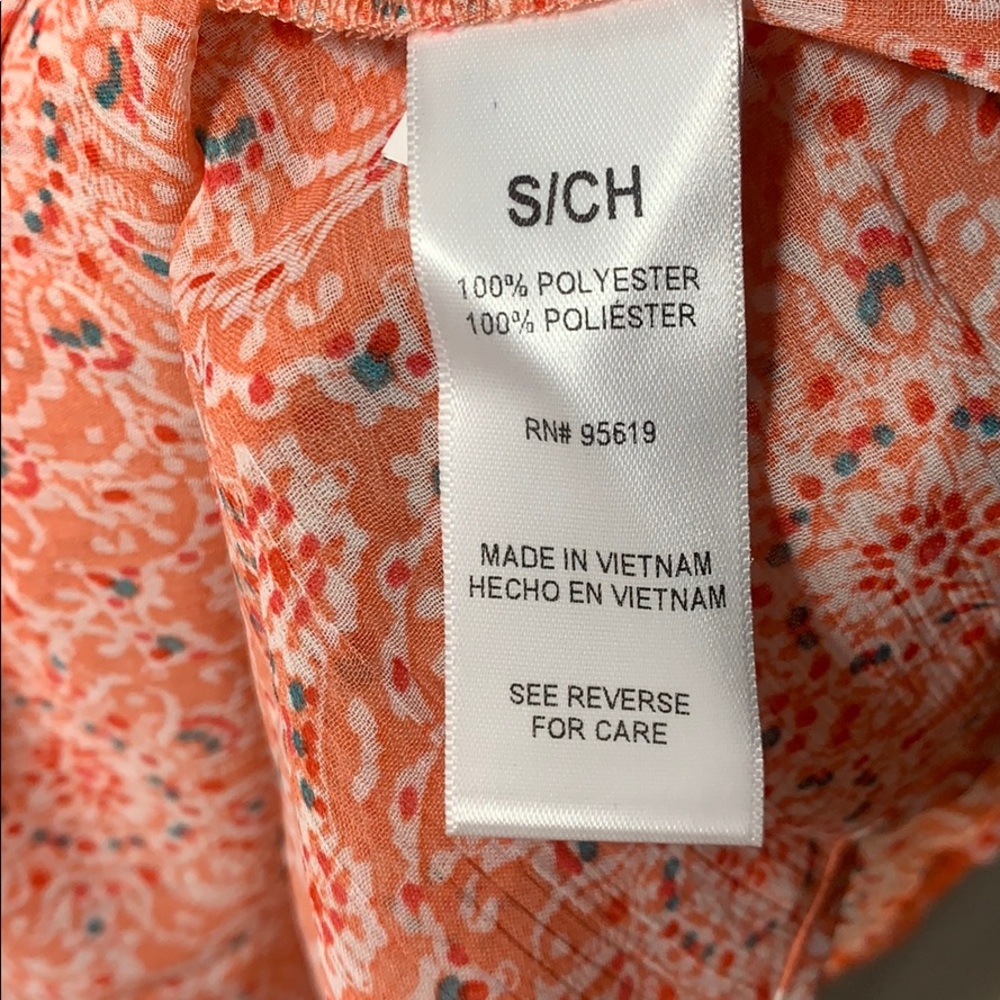 S/CH
100% POLYESTER
100% POLIÉSTER
RN# 95619
MADE IN VIETNAM
HECHO EN VIETNAM
SEE REVERSE
FOR CARE